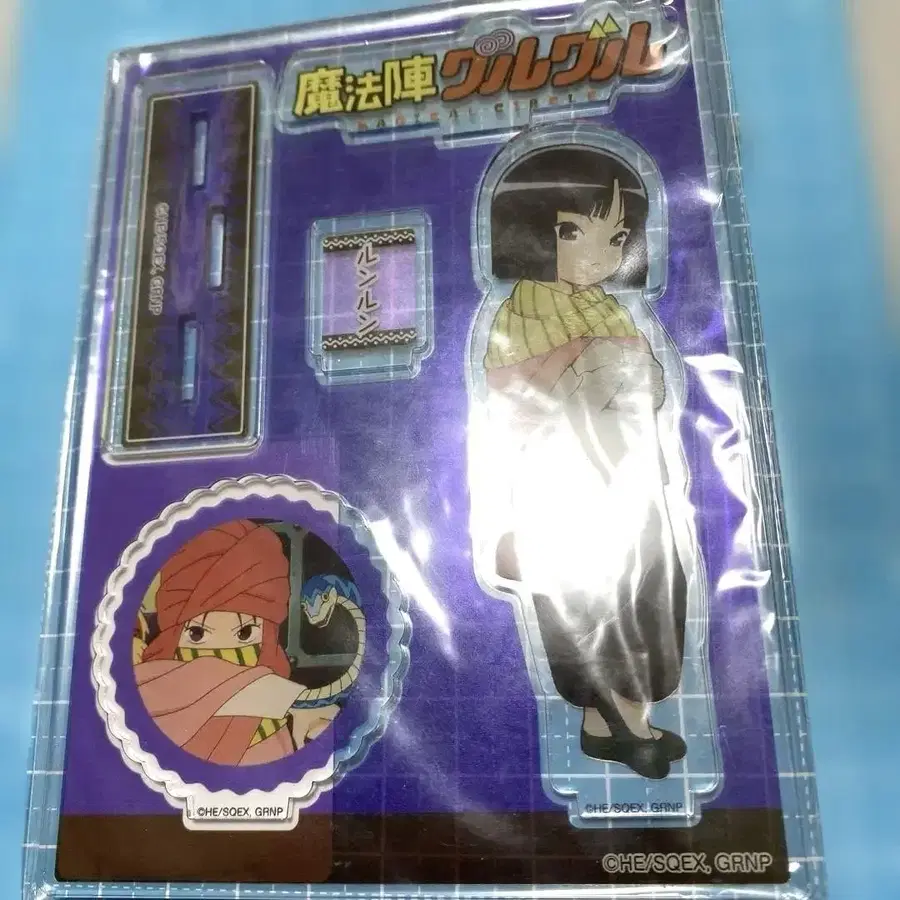 魔法陣グルグル
MAGICAL CIRCLE
©HE/SQEX, GRNP
ルンルン
©HE/SQEX, GRNP
©HE/SQEX, GRNP
©HE/SQEX, GRNP